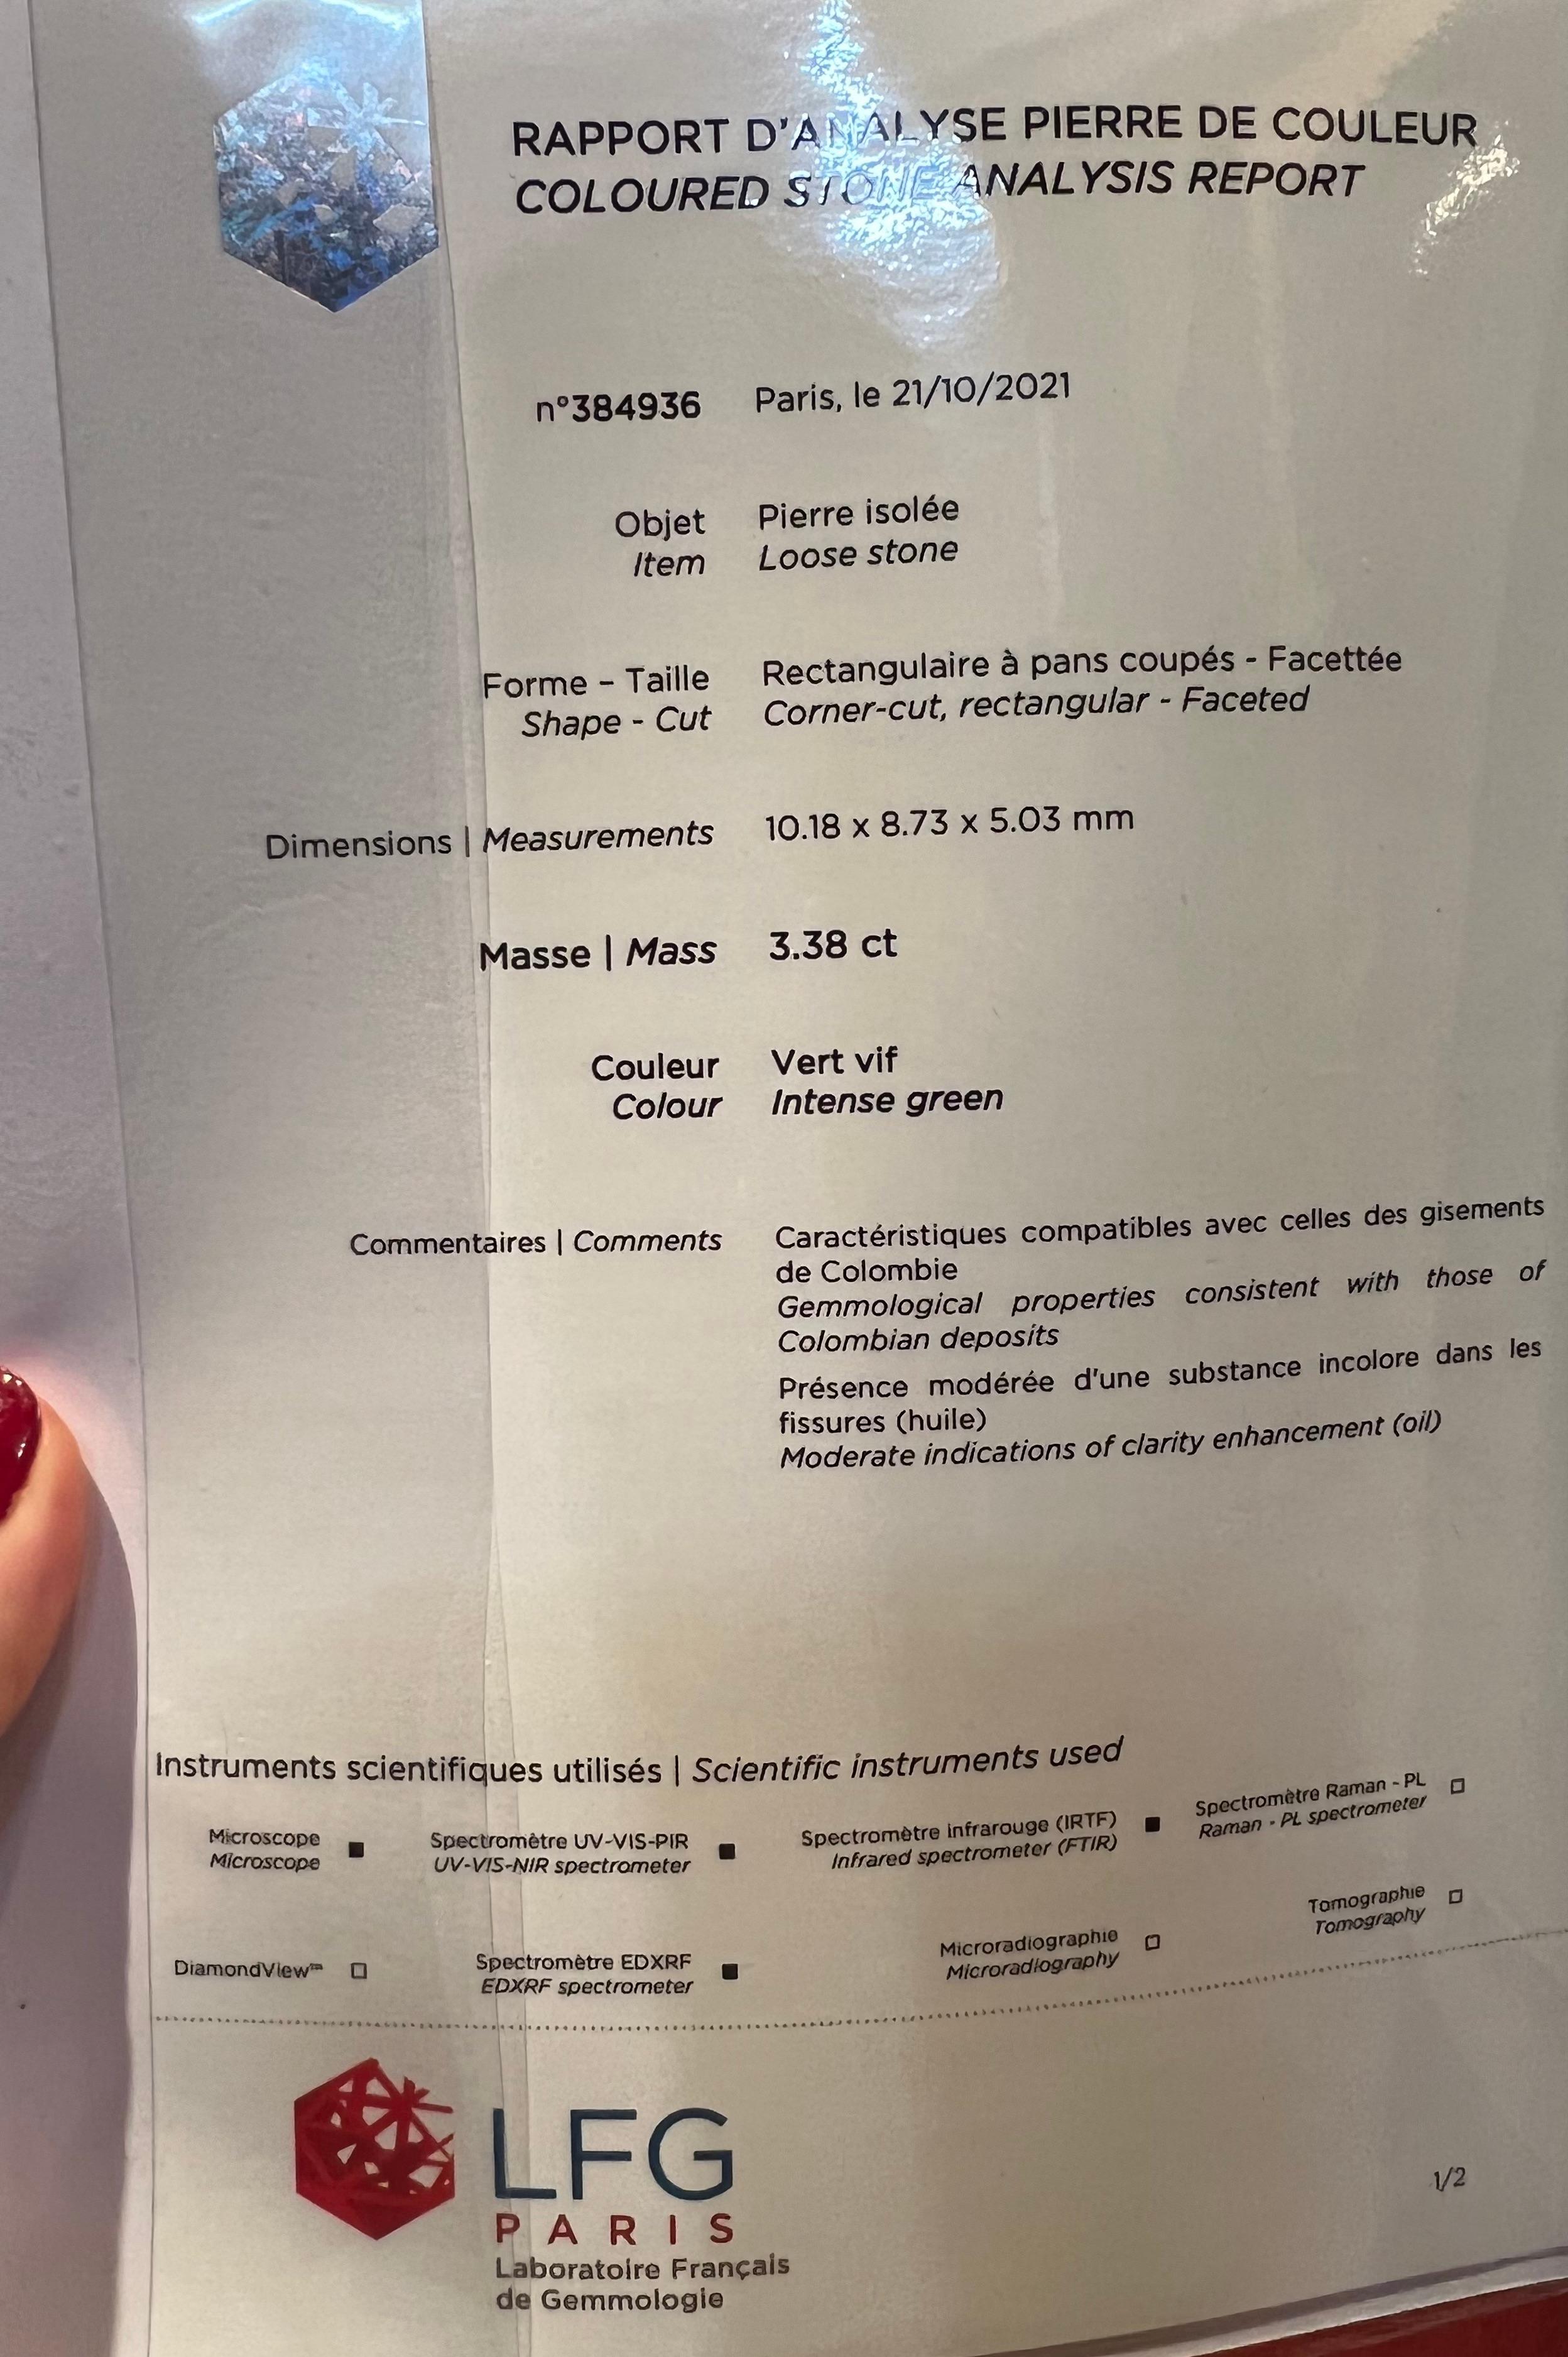 RAPPORT D'ANALYSE PIERRE DE COULEUR
COLOURED STONE ANALYSIS REPORT
n°384936 Paris, le 21/10/2021
Objet Pierre isolée
Item Loose stone
Forme – Taille Rectangulaire à pans coupés - Facettée
Shape - Cut Corner-cut, rectangular - Faceted
Dimensions | Measurements 10.18 x 8.73 x 5.03 mm
Masse | Mass 3.38 ct
Couleur Vert vif
Colour Intense green
Commentaires | Comments Caractéristiques compatibles avec celles des gisements
de Colombie
Gemmological properties consistent with those of
Colombian deposits
Présence modérée d'une substance incolore dans les
fissures (huile)
Moderate indications of clarity enhancement (oil)
Instruments scientifiques utilisés | Scientific instruments used
Microscope ■ Spectromètre UV-VIS-PIR ■ Spectromètre infrarouge (IRTF) ■ Spectromètre Raman - PL □
Microscope UV-VIS-NIR spectrometer Infrared spectrometer (FTIR) Raman - PL spectrometer
DiamondView™ □ Spectromètre EDXRF ■ Microradiographie □ Tomographie □
EDXRF spectrometer Microradiography Tomography
LFG
PARIS
Laboratoire Français
de Gemmologie
1/2